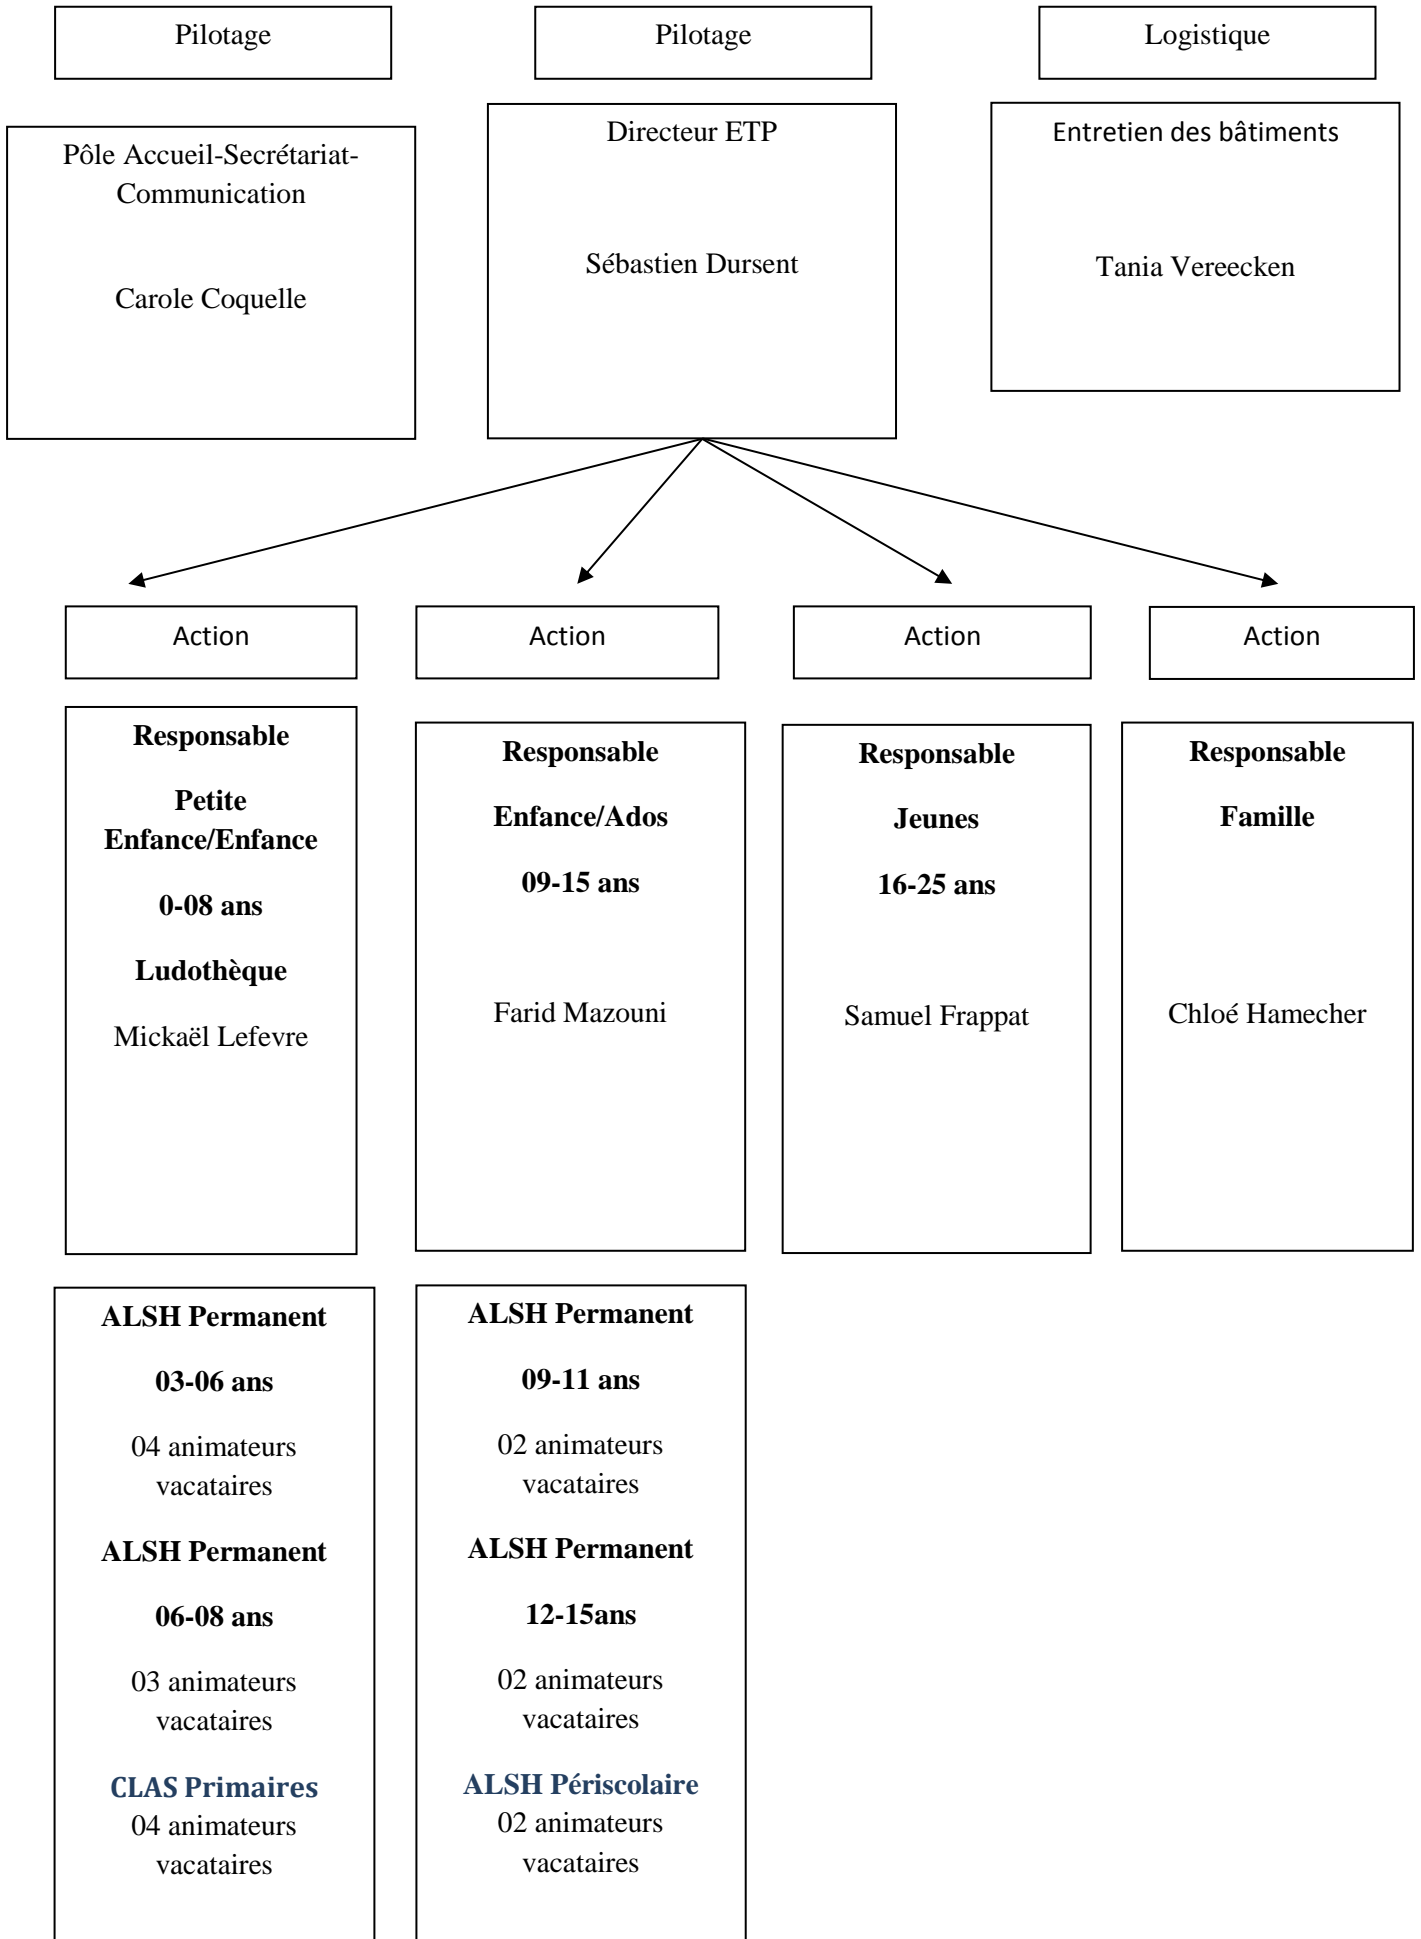 Pilotage
Pilotage
Logistique
Pôle Accueil-Secrétariat-
Communication
Carole Coquelle
Directeur ETP
Sébastien Dursent
Entretien des bâtiments
Tania Vereecken
Action
Action
Action
Action
Responsable
Petite
Enfance/Enfance
0-08 ans
Ludothèque
Mickaël Lefevre
Responsable
Enfance/Ados
09-15 ans
Farid Mazouni
Responsable
Jeunes
16-25 ans
Samuel Frappat
Responsable
Famille
Chloé Hamecher
ALSH Permanent
03-06 ans
04 animateurs
vacataires
ALSH Permanent
06-08 ans
03 animateurs
vacataires
CLAS Primaires
04 animateurs
vacataires
ALSH Permanent
09-11 ans
02 animateurs
vacataires
ALSH Permanent
12-15ans
02 animateurs
vacataires
ALSH Périscolaire
02 animateurs
vacataires